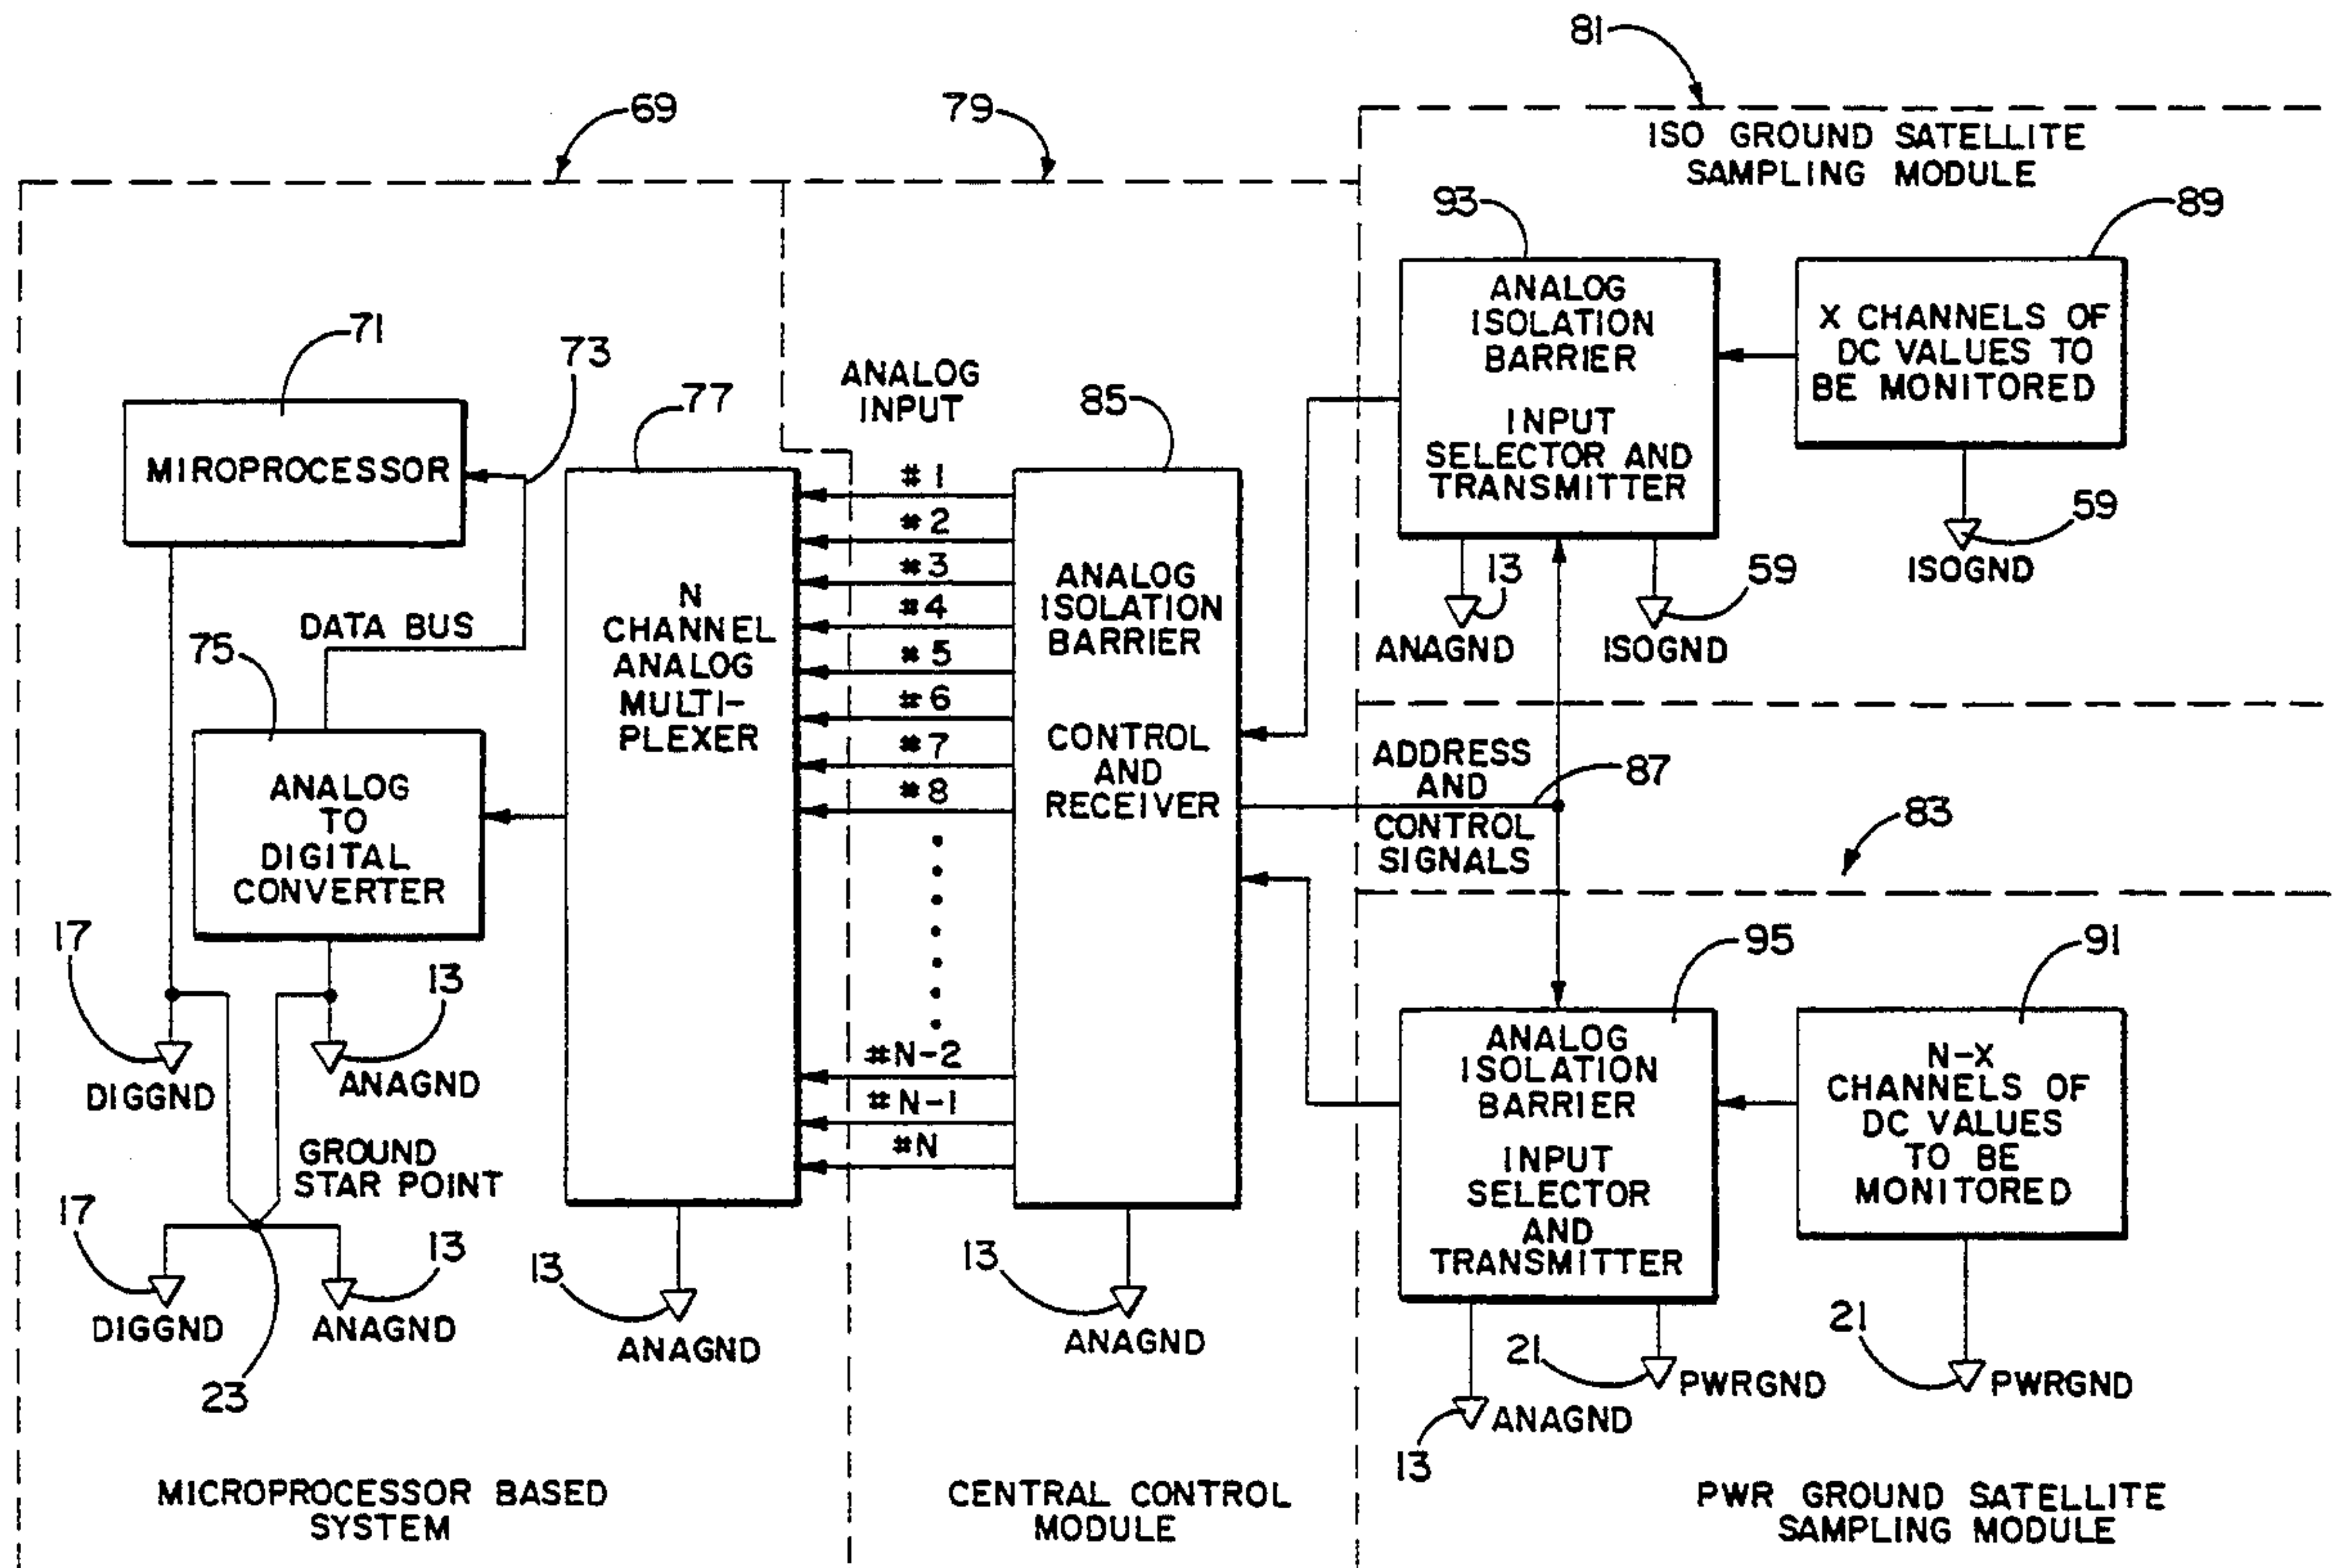 81
69
79
ISO GROUND SATELLITE
SAMPLING MODULE
93
89
71
73
77
ANALOG
INPUT
85
MIROPROCESSOR
DATA BUS
75
ANALOG
TO
DIGITAL
CONVERTER
17
DIGGND
13
ANAGND
GROUND
STAR POINT
17
DIGGND
13
ANAGND
23
N
CHANNEL
ANALOG
MULTI-
PLEXER
13
ANAGND
#1
#2
#3
#4
#5
#6
#7
#8
#N-2
#N-1
#N
ANALOG
ISOLATION
BARRIER
CONTROL
AND
RECEIVER
13
ANAGND
ANALOG
ISOLATION
BARRIER
INPUT
SELECTOR AND
TRANSMITTER
13
ANAGND
59
ISOGND
X CHANNELS OF
DC VALUES TO
BE MONITORED
59
ISOGND
ADDRESS
AND
CONTROL
SIGNALS
87
83
95
91
ANALOG
ISOLATION
BARRIER
INPUT
SELECTOR
AND
TRANSMITTER
13
ANAGND
21
PWRGND
N-X
CHANNELS OF
DC VALUES
TO BE
MONITORED
21
PWRGND
MICROPROCESSOR BASED
SYSTEM
CENTRAL CONTROL
MODULE
PWR GROUND SATELLITE
SAMPLING MODULE